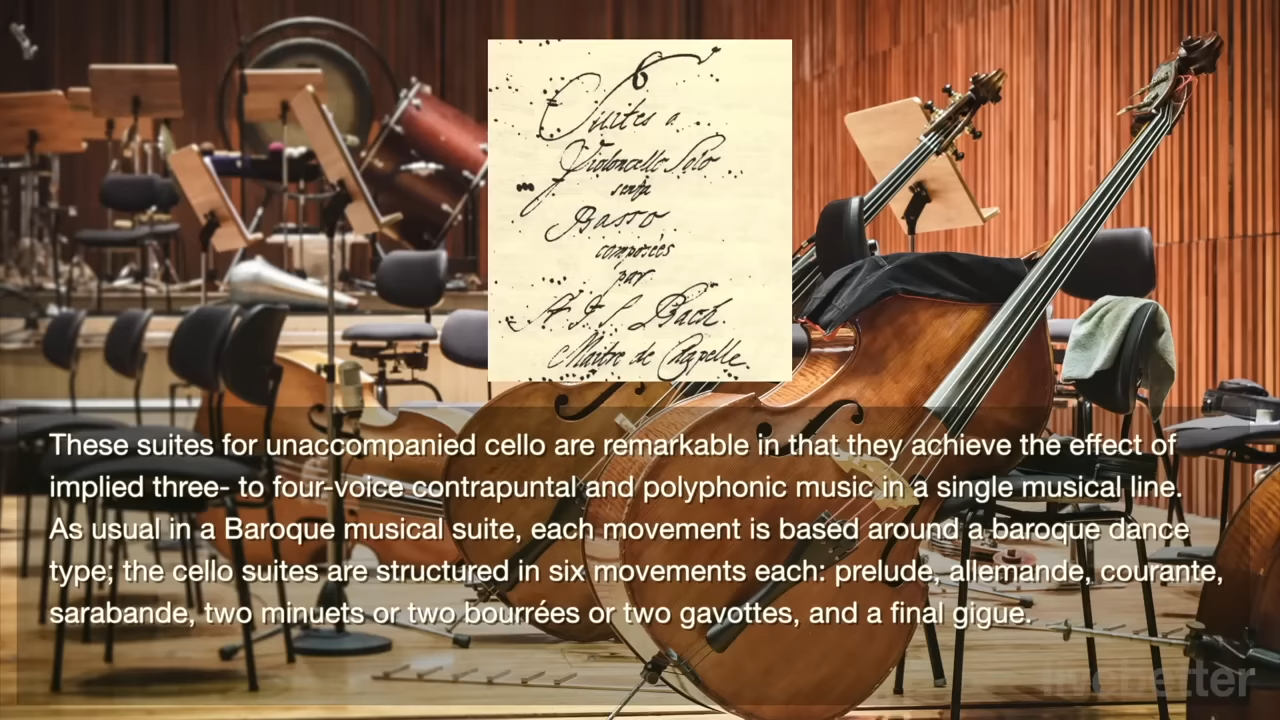 6
Suites a
Violoncello Solo
senza
Basso
composées
par
J. S. Bach.
Maitre de Capelle.
These suites for unaccompanied cello are remarkable in that they achieve the effect of
implied three- to four-voice contrapuntal and polyphonic music in a single musical line.
As usual in a Baroque musical suite, each movement is based around a baroque dance
type; the cello suites are structured in six movements each: prelude, allemande, courante,
sarabande, two minuets or two bourrées or two gavottes, and a final gigue.